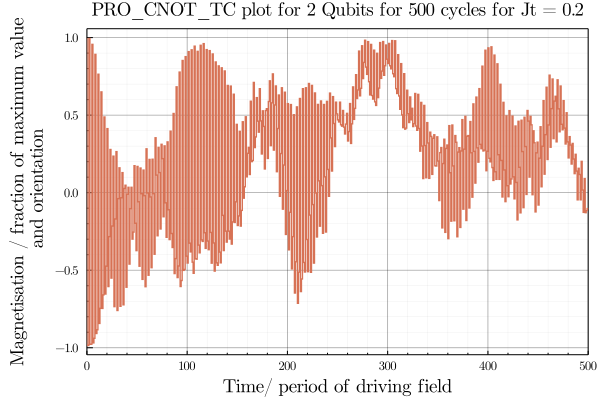 PRO_CNOT_TC plot for 2 Qubits for 500 cycles for Jt = 0.2
Magnetisation / fraction of maximum value
and orientation
1.0
0.5
0.0
−0.5
−1.0
0 100 200 300 400 500
Time/ period of driving field